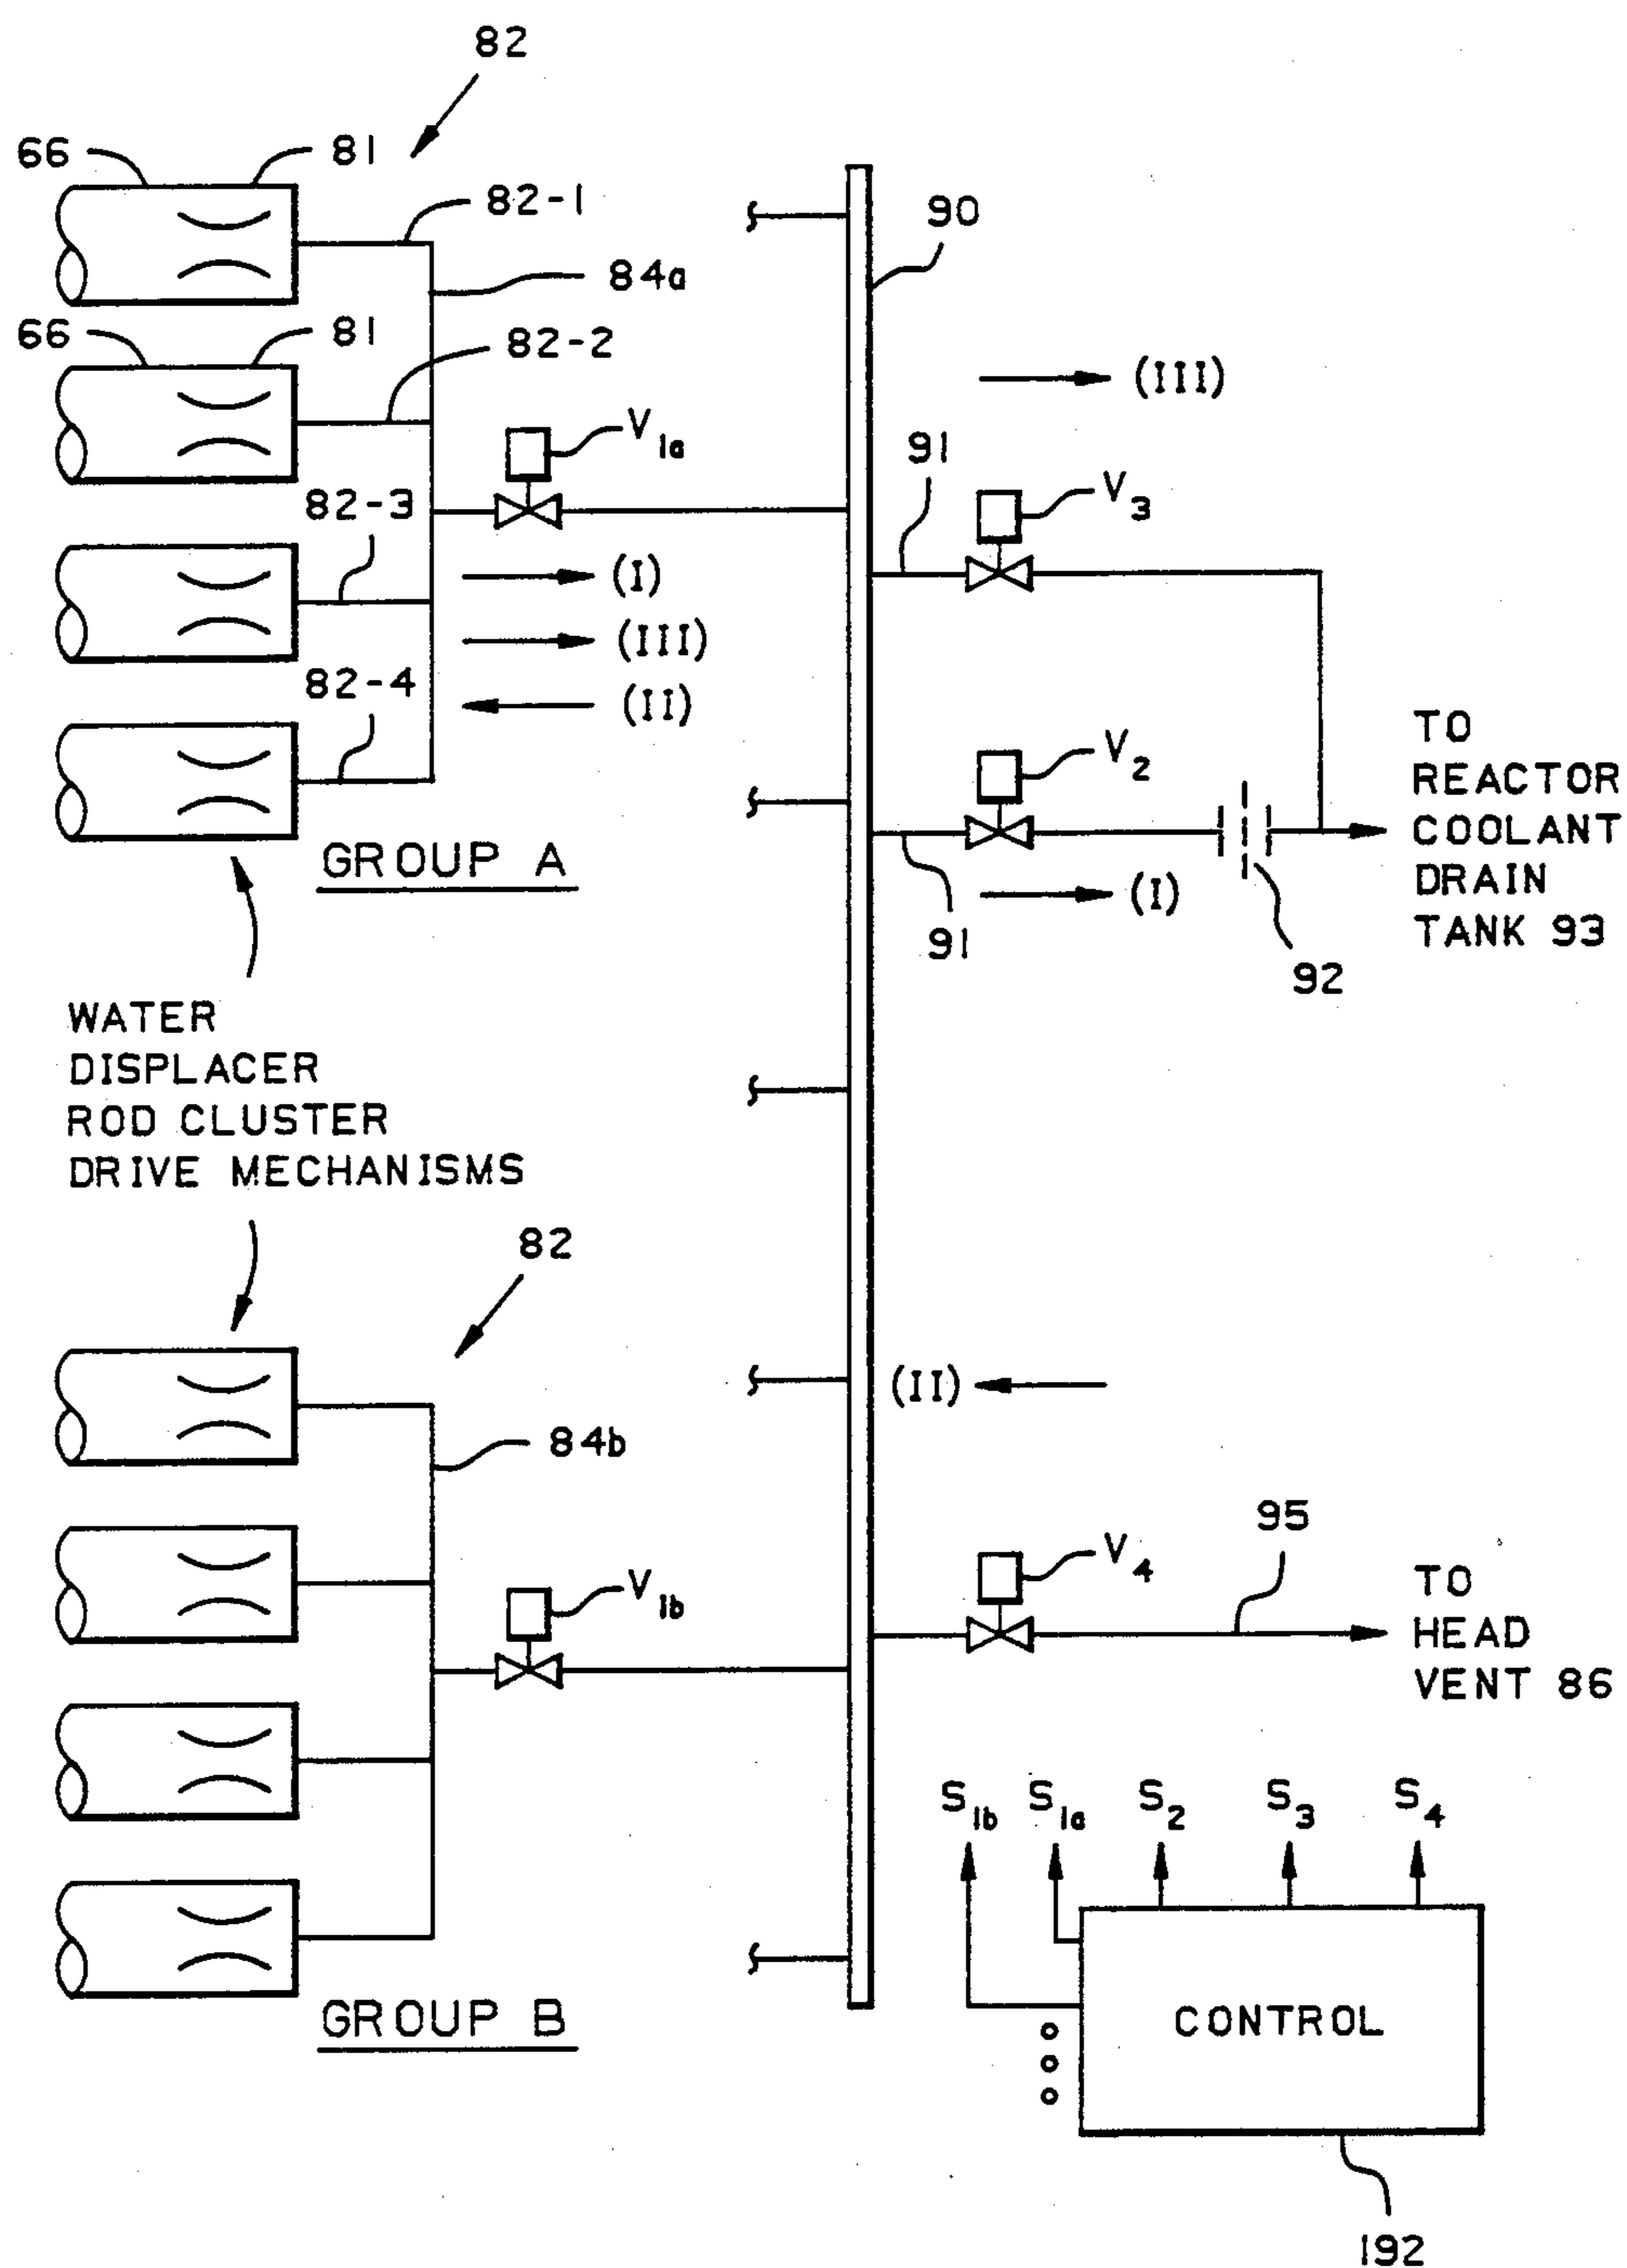 82
66
81
82-1
90
84a
66
81
82-2
(III)
V1a
91
V3
82-3
(I)
(III)
82-4
(II)
V2
TO
REACTOR
COOLANT
DRAIN
TANK 93
GROUP A
(I)
91
92
WATER
DISPLACER
ROD CLUSTER
DRIVE MECHANISMS
82
(II)
84b
95
V4
V1b
TO
HEAD
VENT 86
S1b
S1a
S2
S3
S4
GROUP B
CONTROL
192